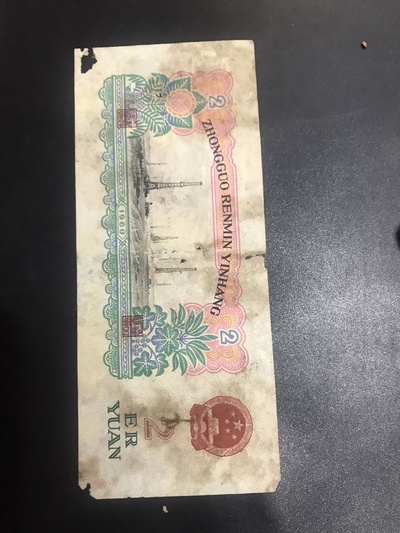 ZHONGGUO RENMIN YINHANG
2
2
1960
2
ER
YUAN